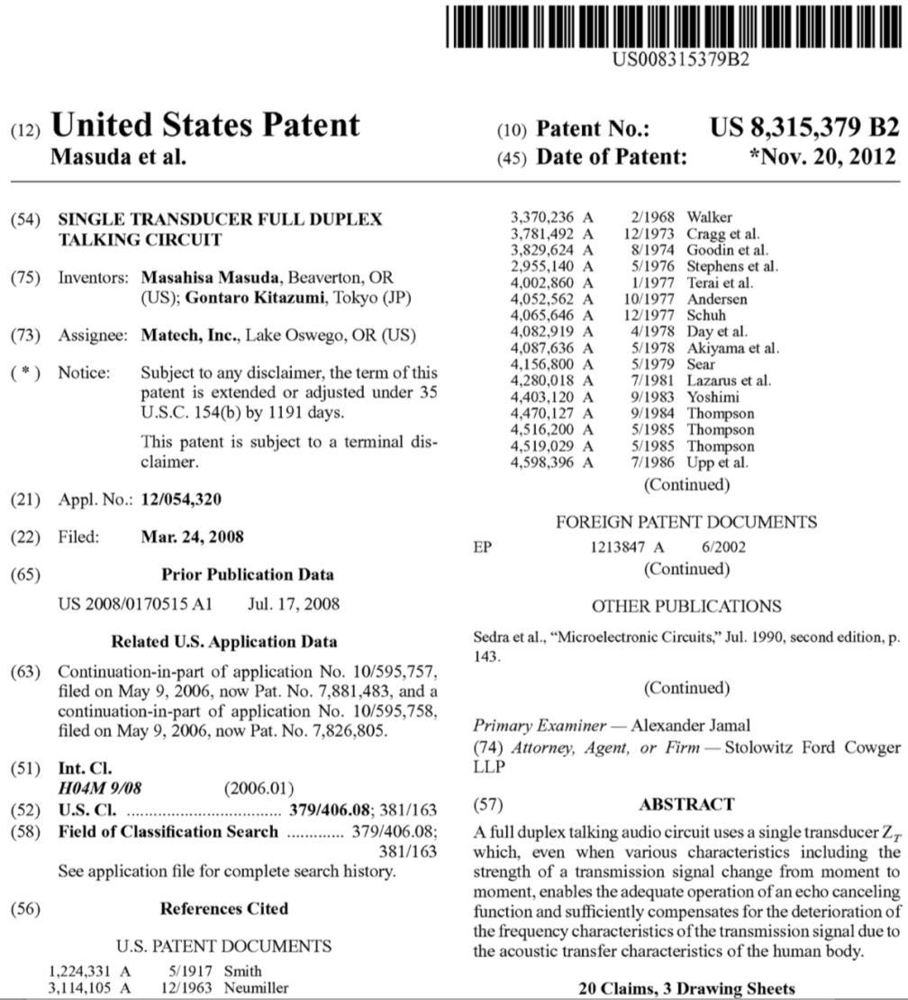 US008315379B2
(12) United States Patent
Masuda et al.
(10) Patent No.: US 8,315,379 B2
(45) Date of Patent: *Nov. 20, 2012
(54) SINGLE TRANSDUCER FULL DUPLEX
TALKING CIRCUIT
(75) Inventors: Masahisa Masuda, Beaverton, OR
(US); Gontaro Kitazumi, Tokyo (JP)
(73) Assignee: Matech, Inc., Lake Oswego, OR (US)
( * ) Notice: Subject to any disclaimer, the term of this
patent is extended or adjusted under 35
U.S.C. 154(b) by 1191 days.
This patent is subject to a terminal dis-
claimer.
(21) Appl. No.: 12/054,320
(22) Filed: Mar. 24, 2008
(65) Prior Publication Data
US 2008/0170515 A1 Jul. 17, 2008
Related U.S. Application Data
(63) Continuation-in-part of application No. 10/595,757,
filed on May 9, 2006, now Pat. No. 7,881,483, and a
continuation-in-part of application No. 10/595,758,
filed on May 9, 2006, now Pat. No. 7,826,805.
(51) Int. Cl.
H04M 9/08 (2006.01)
(52) U.S. Cl. .................................. 379/406.08; 381/163
(58) Field of Classification Search ............. 379/406.08;
381/163
See application file for complete search history.
(56) References Cited
U.S. PATENT DOCUMENTS
1,224,331 A 5/1917 Smith
3,114,105 A 12/1963 Neumiller
3,370,236 A 2/1968 Walker
3,781,492 A 12/1973 Cragg et al.
3,829,624 A 8/1974 Goodin et al.
2,955,140 A 5/1976 Stephens et al.
4,002,860 A 1/1977 Terai et al.
4,052,562 A 10/1977 Andersen
4,065,646 A 12/1977 Schuh
4,082,919 A 4/1978 Day et al.
4,087,636 A 5/1978 Akiyama et al.
4,156,800 A 5/1979 Sear
4,280,018 A 7/1981 Lazarus et al.
4,403,120 A 9/1983 Yoshimi
4,470,127 A 9/1984 Thompson
4,516,200 A 5/1985 Thompson
4,519,029 A 5/1985 Thompson
4,598,396 A 7/1986 Upp et al.
(Continued)
FOREIGN PATENT DOCUMENTS
EP 1213847 A 6/2002
(Continued)
OTHER PUBLICATIONS
Sedra et al., “Microelectronic Circuits,” Jul. 1990, second edition, p.
143.
(Continued)
Primary Examiner — Alexander Jamal
(74) Attorney, Agent, or Firm — Stolowitz Ford Cowger
LLP
(57) ABSTRACT
A full duplex talking audio circuit uses a single transducer Z_T
which, even when various characteristics including the
strength of a transmission signal change from moment to
moment, enables the adequate operation of an echo canceling
function and sufficiently compensates for the deterioration of
the frequency characteristics of the transmission signal due to
the acoustic transfer characteristics of the human body.
20 Claims, 3 Drawing Sheets